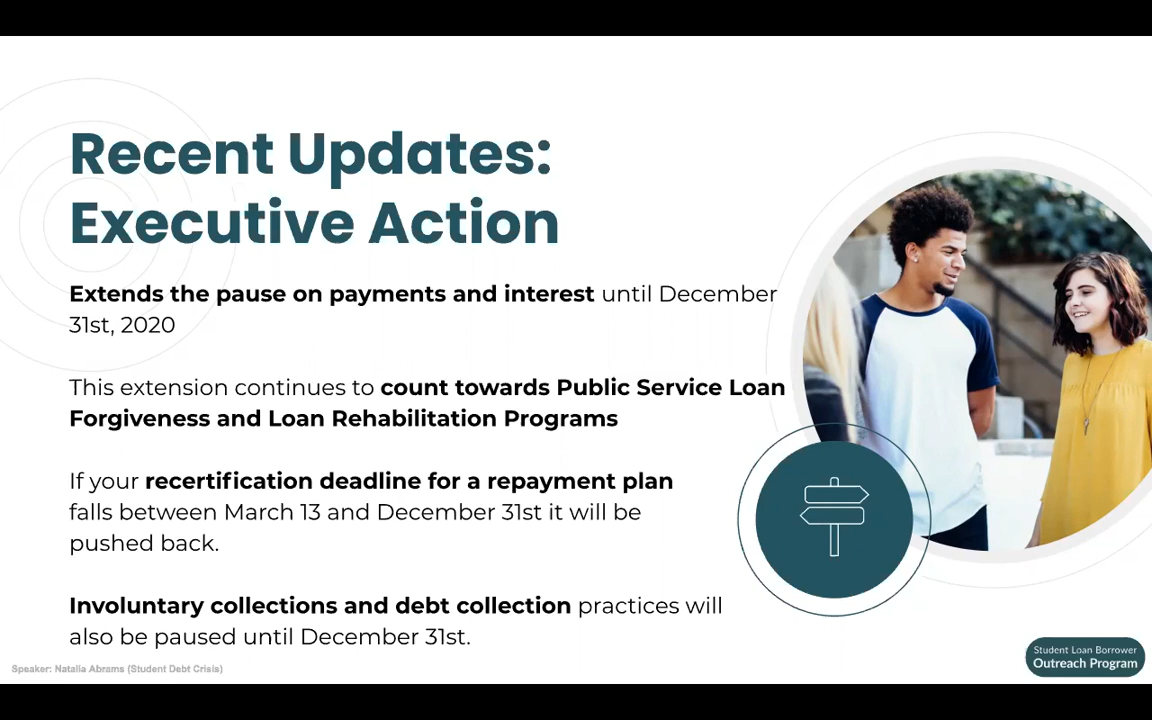 Recent Updates:
Executive Action
Extends the pause on payments and interest until December
31st, 2020
This extension continues to count towards Public Service Loan
Forgiveness and Loan Rehabilitation Programs
If your recertification deadline for a repayment plan
falls between March 13 and December 31st it will be
pushed back.
Involuntary collections and debt collection practices will
also be paused until December 31st.
Speaker: Natalia Abrams (Student Debt Crisis)
Student Loan Borrower
Outreach Program